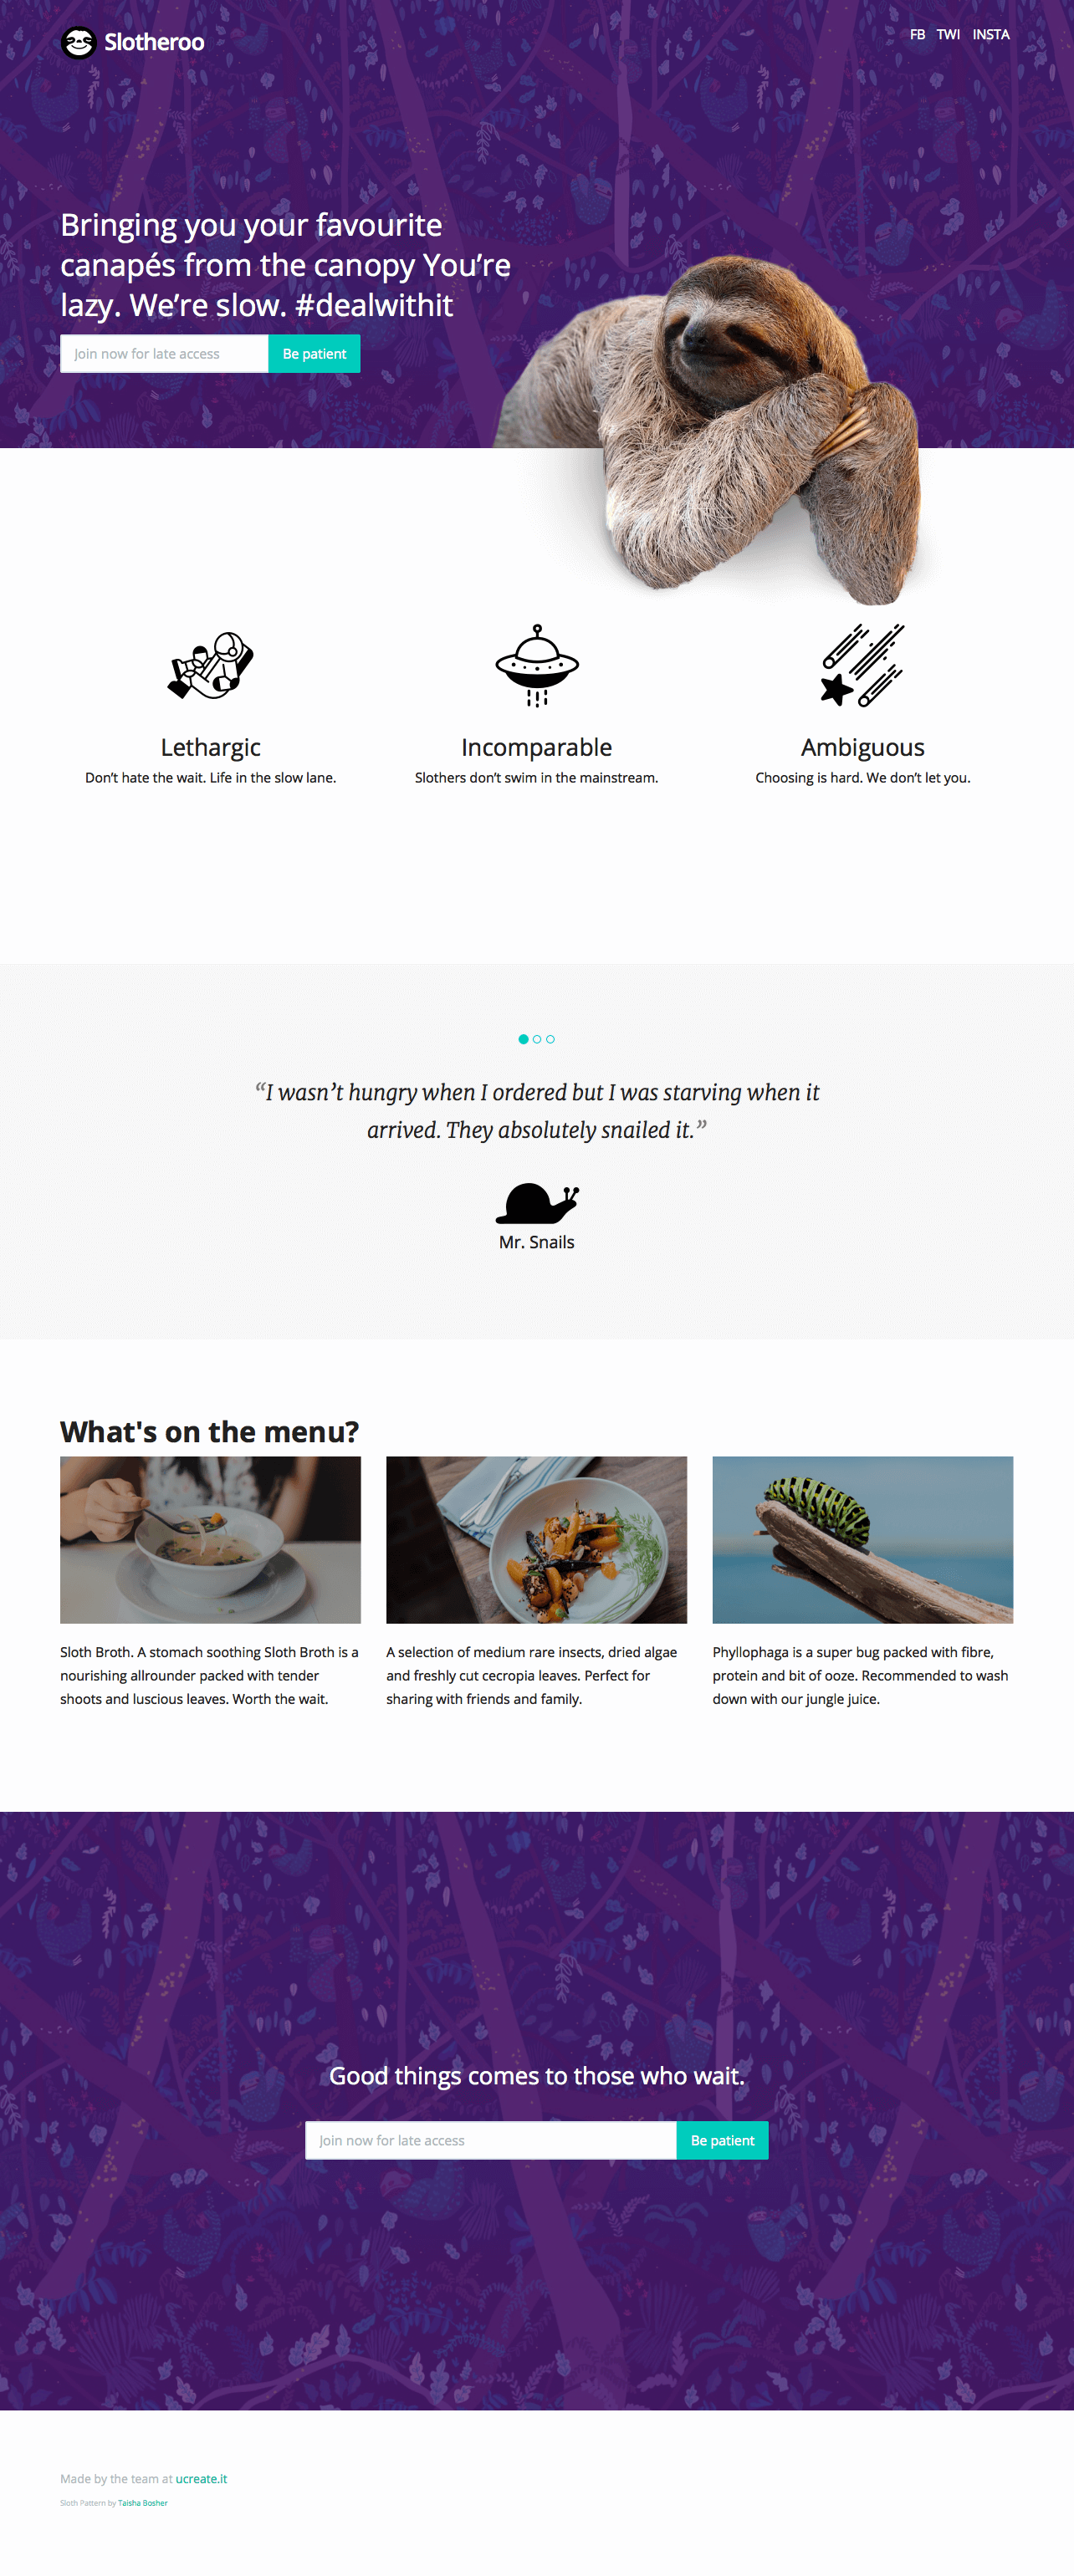 Slotheroo
FB TWI INSTA
Bringing you your favourite
canapés from the canopy You’re
lazy. We’re slow. #dealwithit
Join now for late access
Be patient
Lethargic
Don’t hate the wait. Life in the slow lane.
Incomparable
Slothers don’t swim in the mainstream.
Ambiguous
Choosing is hard. We don’t let you.
“I wasn’t hungry when I ordered but I was starving when it
arrived. They absolutely snailed it.”
Mr. Snails
What's on the menu?
Sloth Broth. A stomach soothing Sloth Broth is a
nourishing allrounder packed with tender
shoots and luscious leaves. Worth the wait.
A selection of medium rare insects, dried algae
and freshly cut cecropia leaves. Perfect for
sharing with friends and family.
Phyllophaga is a super bug packed with fibre,
protein and bit of ooze. Recommended to wash
down with our jungle juice.
Good things comes to those who wait.
Join now for late access
Be patient
Made by the team at ucreate.it
Sloth Pattern by Taisha Bosher